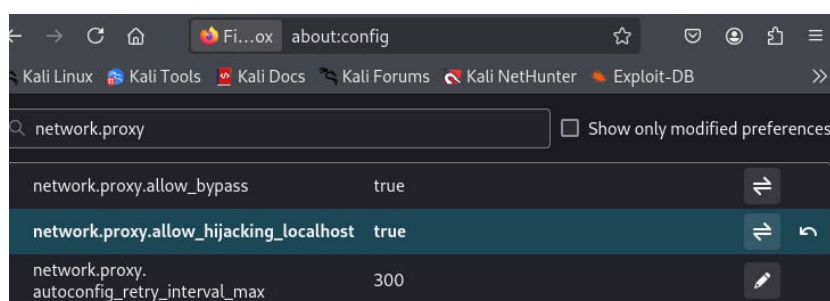 Fi...ox about:config
Kali Linux Kali Tools Kali Docs Kali Forums Kali NetHunter Exploit-DB
network.proxy Show only modified preferences
network.proxy.allow_bypass true
network.proxy.allow_hijacking_localhost true
network.proxy.
autoconfig_retry_interval_max 300